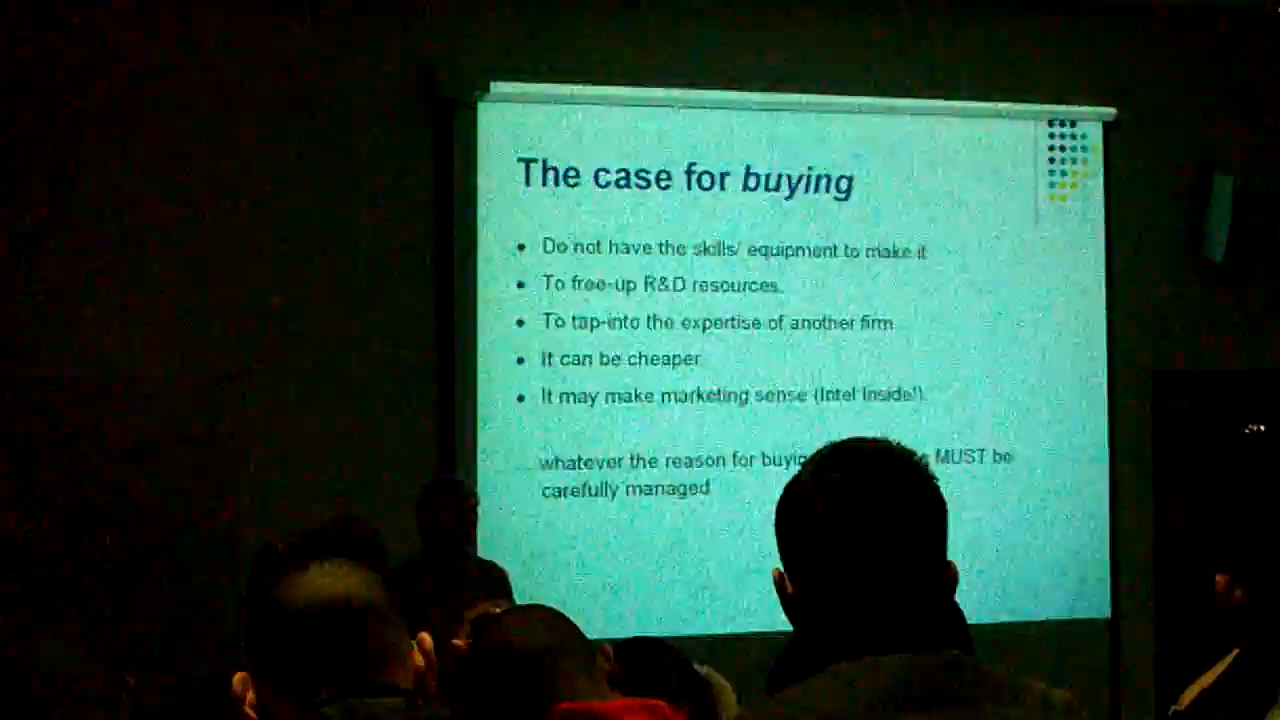 The case for buying
Do not have the skills/ equipment to make it
To free-up R&D resources.
To tap-into the expertise of another firm
It can be cheaper
It may make marketing sense (Intel Inside!).
whatever the reason for MUST be
carefully managed